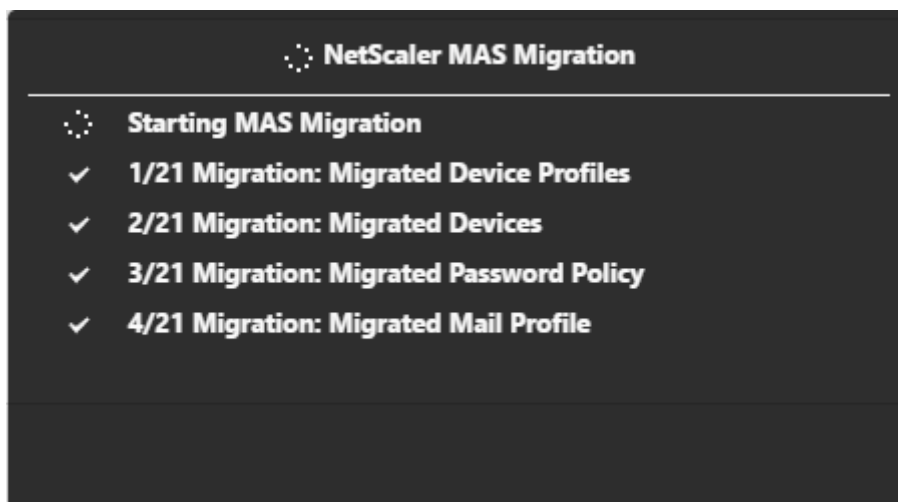 NetScaler MAS Migration
Starting MAS Migration
1/21 Migration: Migrated Device Profiles
2/21 Migration: Migrated Devices
3/21 Migration: Migrated Password Policy
4/21 Migration: Migrated Mail Profile